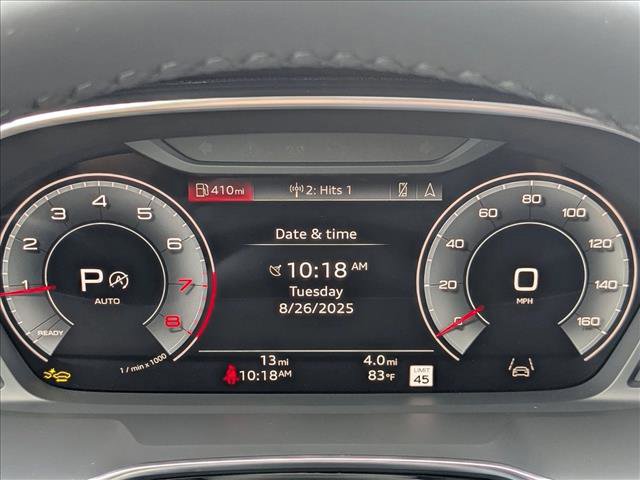 410mi 2: Hits 1
Date & time
10:18 AM
Tuesday
8/26/2025
13mi 4.0mi
10:18AM 83°F
LIMIT
45
1 2 3 4 5 6 7 8
READY
P
AUTO
1 / min x 1000
0 20 40 60 80 100 120 140 160
0
MPH